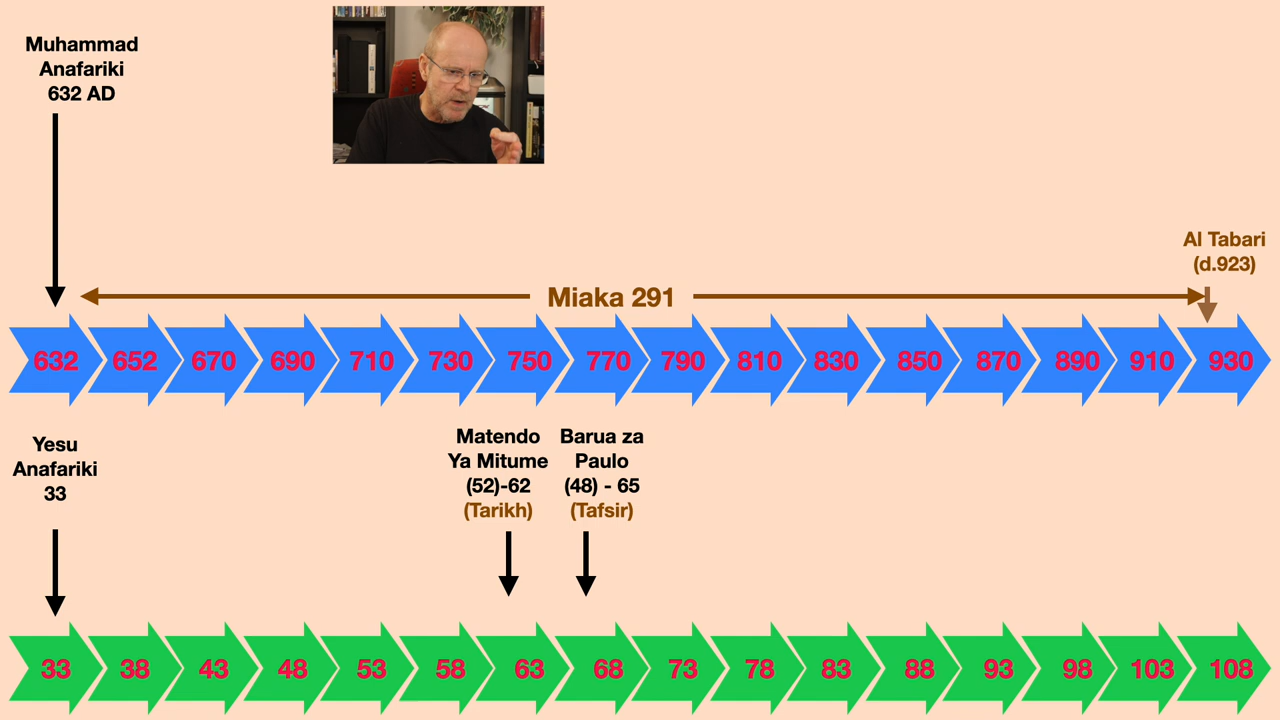 Muhammad
Anafariki
632 AD
Al Tabari
(d.923)
Miaka 291
632 652 670 690 710 730 750 770 790 810 830 850 870 890 910 930
Yesu
Anafariki
33
Matendo
Ya Mitume
(52)-62
(Tarikh)
Barua za
Paulo
(48) - 65
(Tafsir)
33 38 43 48 53 58 63 68 73 78 83 88 93 98 103 108